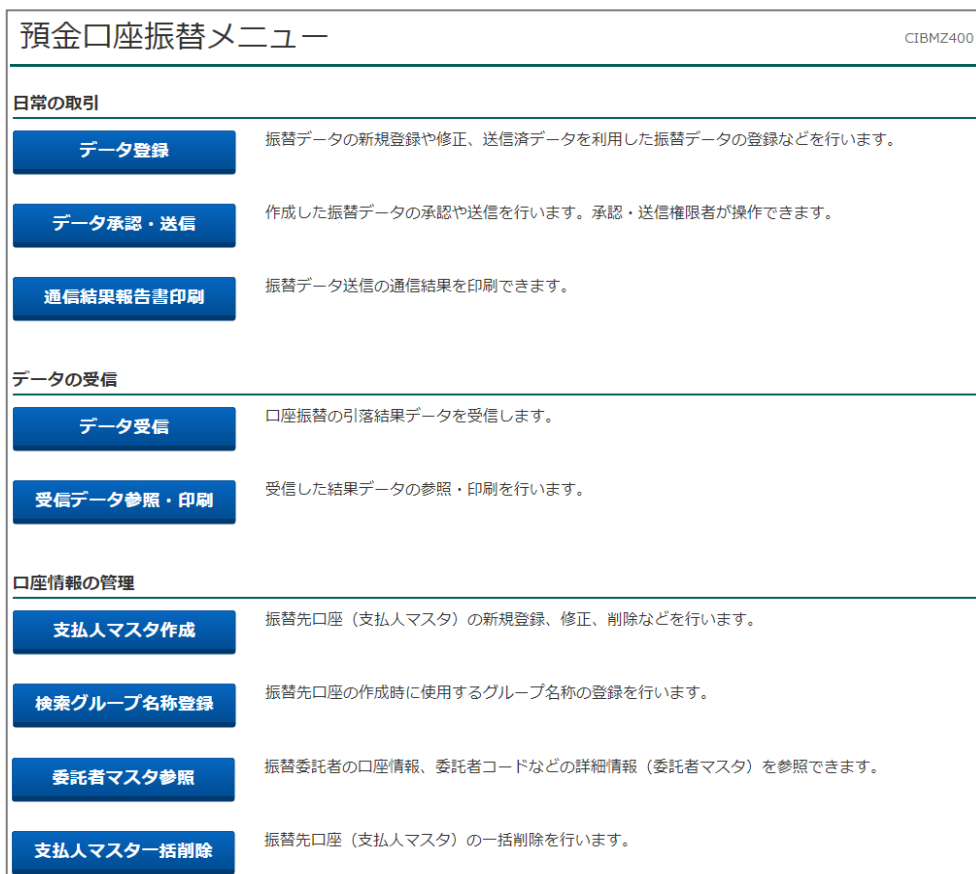 預金口座振替メニュー
CIBMZ400
日常の取引
データ登録
振替データの新規登録や修正、送信済データを利用した振替データの登録などを行います。
データ承認・送信
作成した振替データの承認や送信を行います。承認・送信権限者が操作できます。
通信結果報告書印刷
振替データ送信の通信結果を印刷できます。
データの受信
データ受信
口座振替の引落結果データを受信します。
受信データ参照・印刷
受信した結果データの参照・印刷を行います。
口座情報の管理
支払人マスタ作成
振替先口座（支払人マスタ）の新規登録、修正、削除などを行います。
検索グループ名称登録
振替先口座の作成時に使用するグループ名称の登録を行います。
委託者マスタ参照
振替委託者の口座情報、委託者コードなどの詳細情報（委託者マスタ）を参照できます。
支払人マスタ一括削除
振替先口座（支払人マスタ）の一括削除を行います。